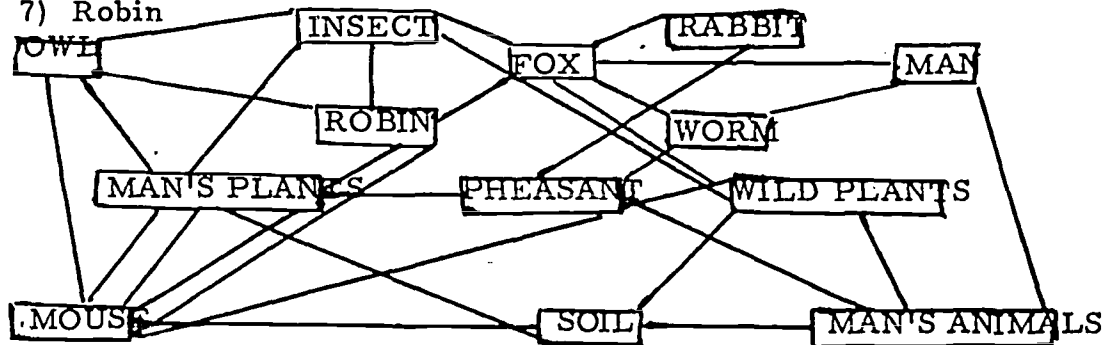 7) Robin
INSECT RABBIT
OWL FOX MAN
ROBIN WORM
MAN'S PLANTS PHEASANT WILD PLANTS
MOUSE SOIL MAN'S ANIMALS